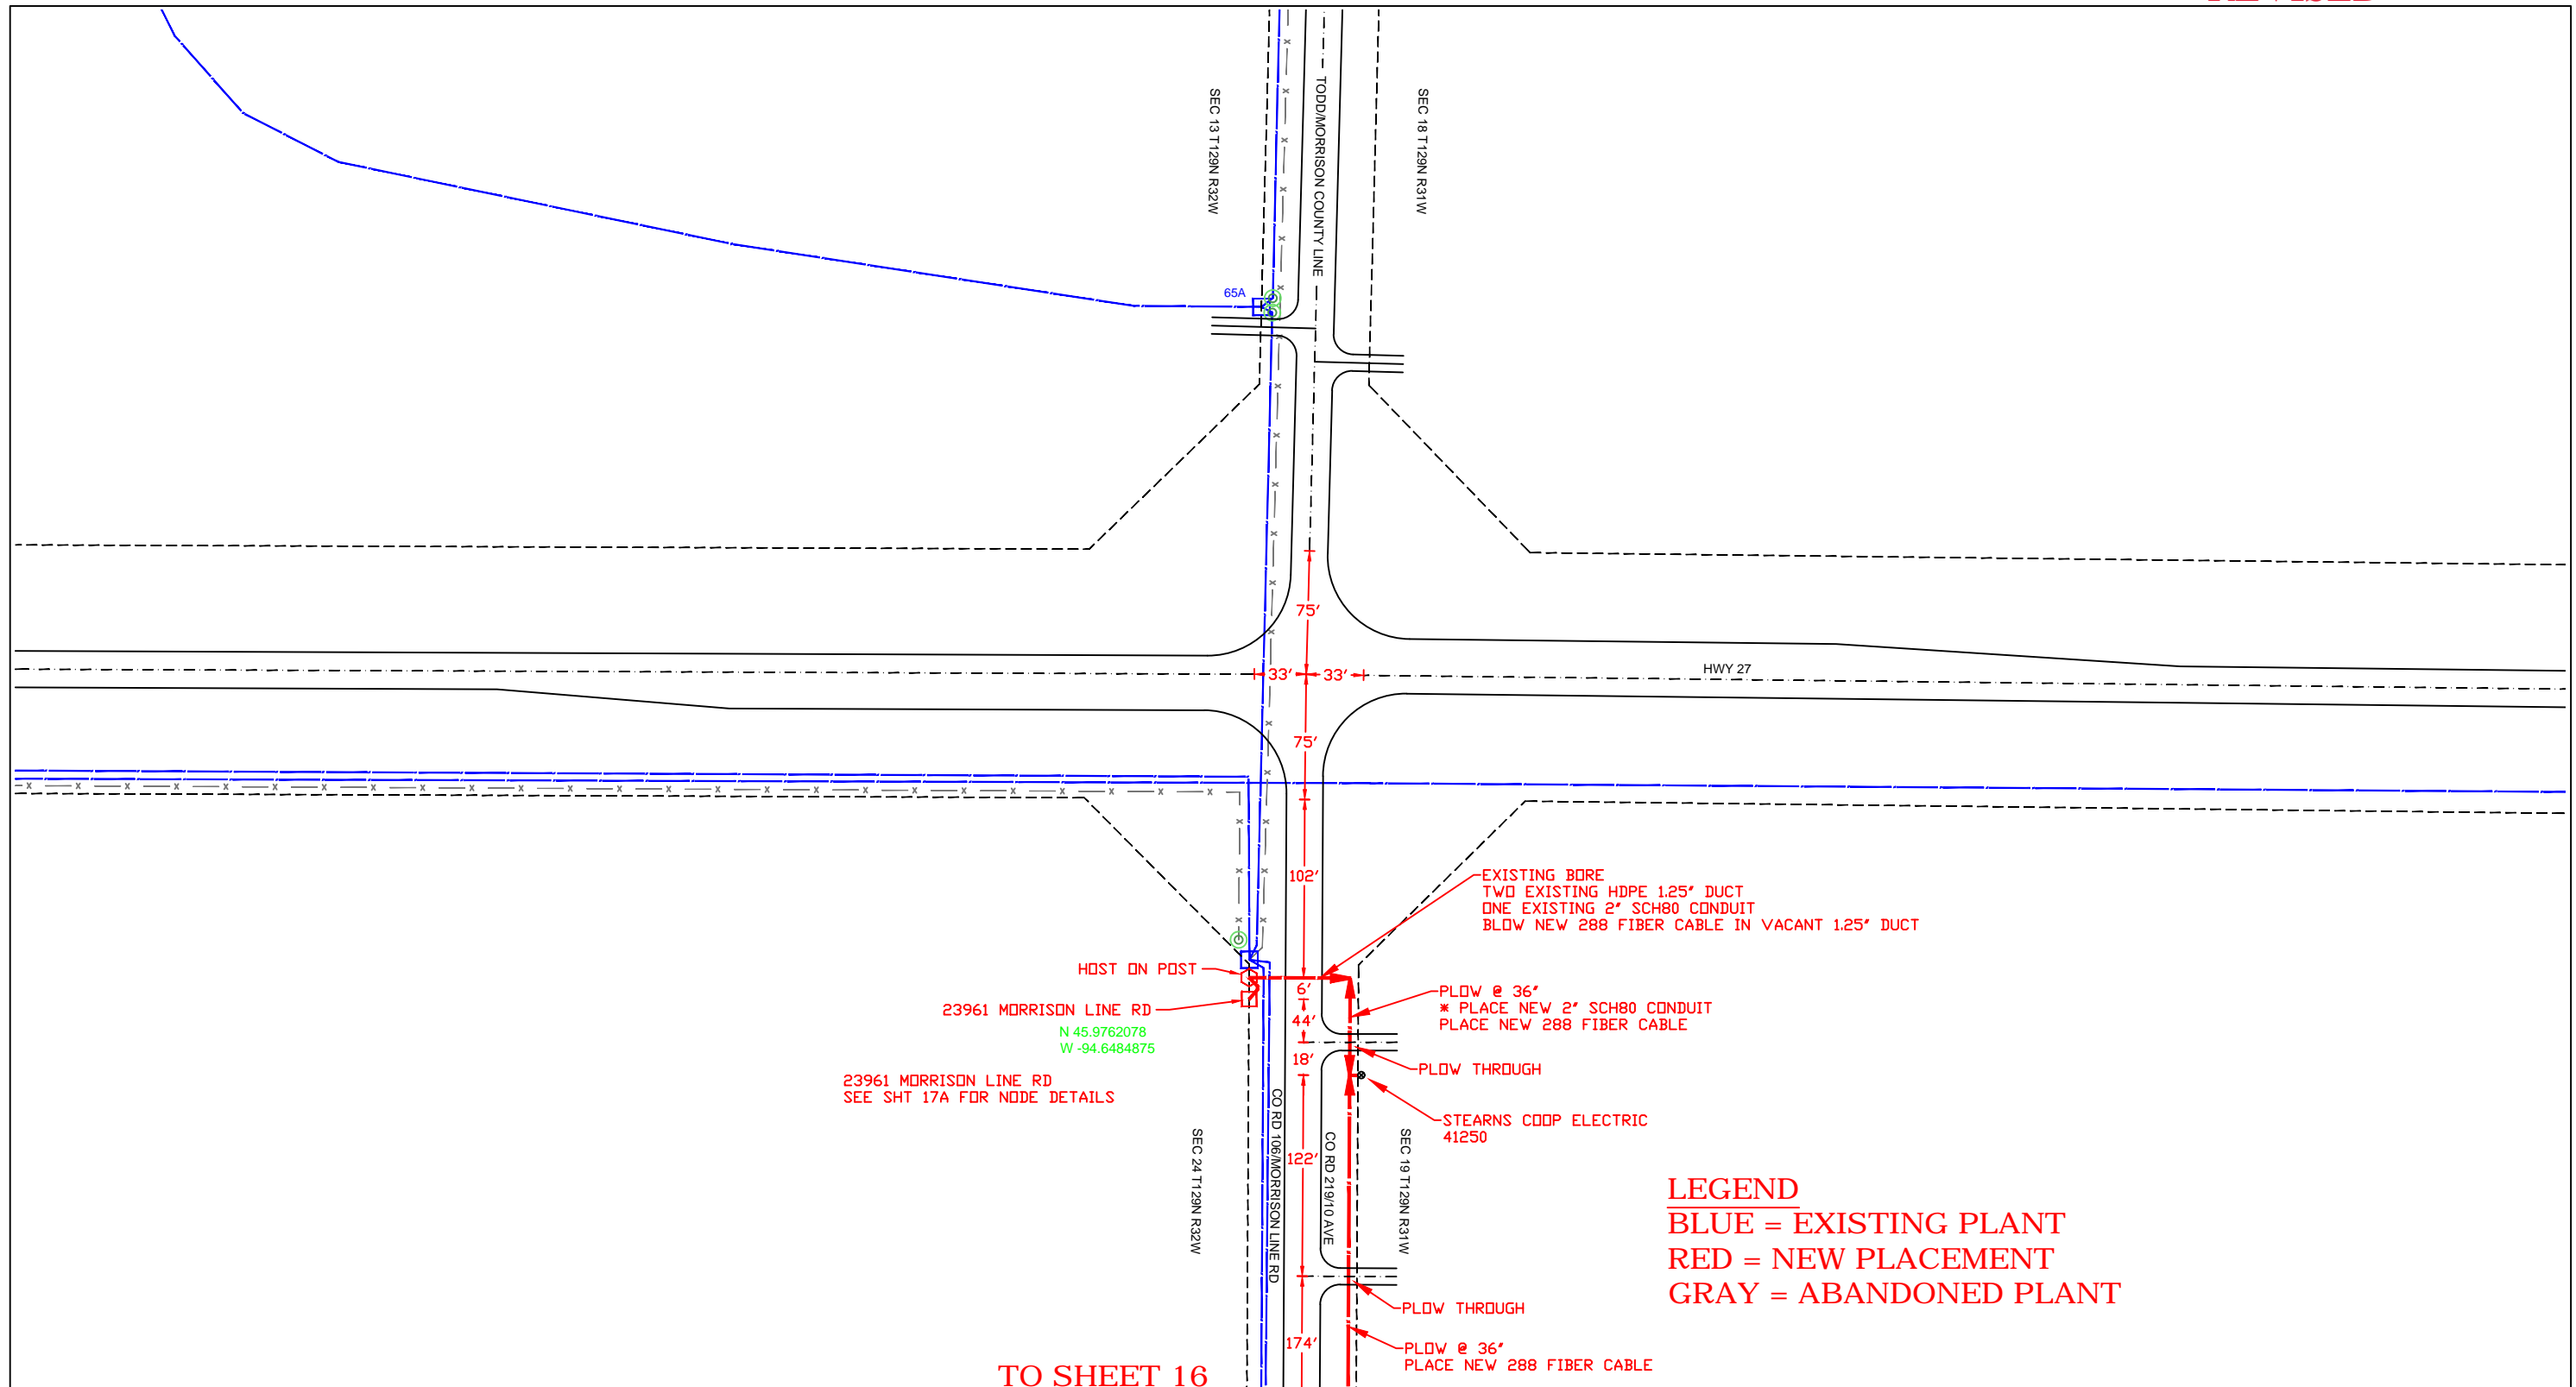 SEC 13 T129N R32W
TODD/MORRISON COUNTY LINE
SEC 18 T129N R31W
65A
75'
33'
33'
HWY 27
75'
102'
EXISTING BORE
TWO EXISTING HDPE 1.25" DUCT
ONE EXISTING 2" SCH80 CONDUIT
BLOW NEW 288 FIBER CABLE IN VACANT 1.25" DUCT
HOST ON POST
6'
PLOW @ 36"
* PLACE NEW 2" SCH80 CONDUIT
PLACE NEW 288 FIBER CABLE
23961 MORRISON LINE RD
44'
N 45.9762078
W -94.6484875
18'
PLOW THROUGH
23961 MORRISON LINE RD
SEE SHT 17A FOR NODE DETAILS
STEARNS COOP ELECTRIC
41250
SEC 24 T129N R32W
CO RD 106/MORRISON LINE RD
122'
CO RD 219/10 AVE
SEC 19 T129N R31W
LEGEND
BLUE = EXISTING PLANT
RED = NEW PLACEMENT
GRAY = ABANDONED PLANT
PLOW THROUGH
174'
PLOW @ 36"
PLACE NEW 288 FIBER CABLE
TO SHEET 16